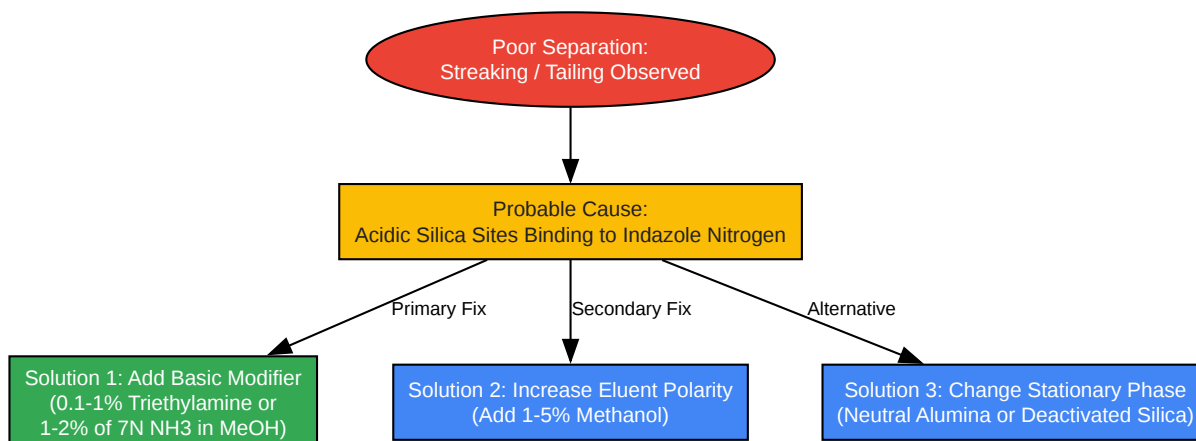 Poor Separation:
Streaking / Tailing Observed
Probable Cause:
Acidic Silica Sites Binding to Indazole Nitrogen
Primary Fix
Secondary Fix
Alternative
Solution 1: Add Basic Modifier
(0.1-1% Triethylamine or
1-2% of 7N NH3 in MeOH)
Solution 2: Increase Eluent Polarity
(Add 1-5% Methanol)
Solution 3: Change Stationary Phase
(Neutral Alumina or Deactivated Silica)